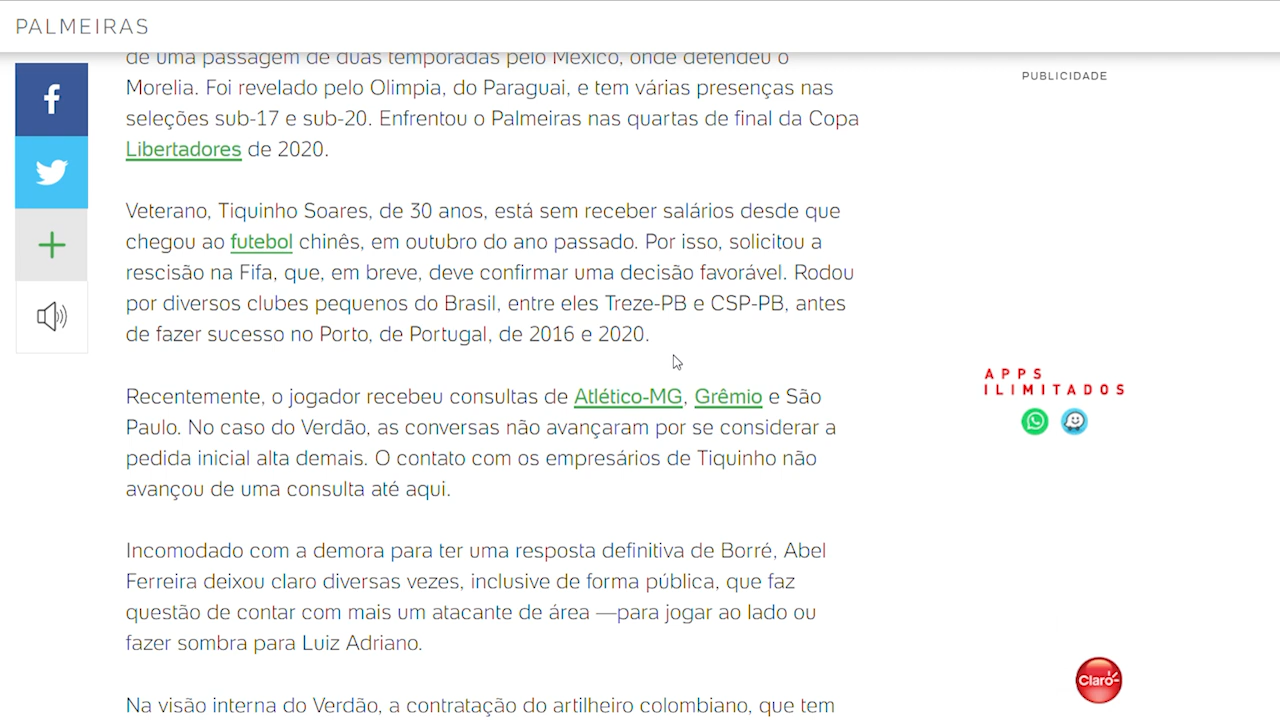 PALMEIRAS
de uma passagem de duas temporadas pelo México, onde defendeu o
Morelia. Foi revelado pelo Olimpia, do Paraguai, e tem várias presenças nas
seleções sub-17 e sub-20. Enfrentou o Palmeiras nas quartas de final da Copa
Libertadores de 2020.
Veterano, Tiquinho Soares, de 30 anos, está sem receber salários desde que
chegou ao futebol chinês, em outubro do ano passado. Por isso, solicitou a
rescisão na Fifa, que, em breve, deve confirmar uma decisão favorável. Rodou
por diversos clubes pequenos do Brasil, entre eles Treze-PB e CSP-PB, antes
de fazer sucesso no Porto, de Portugal, de 2016 e 2020.
Recentemente, o jogador recebeu consultas de Atlético-MG, Grêmio e São
Paulo. No caso do Verdão, as conversas não avançaram por se considerar a
pedida inicial alta demais. O contato com os empresários de Tiquinho não
avançou de uma consulta até aqui.
Incomodado com a demora para ter uma resposta definitiva de Borré, Abel
Ferreira deixou claro diversas vezes, inclusive de forma pública, que faz
questão de contar com mais um atacante de área —para jogar ao lado ou
fazer sombra para Luiz Adriano.
Na visão interna do Verdão, a contratação do artilheiro colombiano, que tem
PUBLICIDADE
APPS
ILIMITADOS
Claro